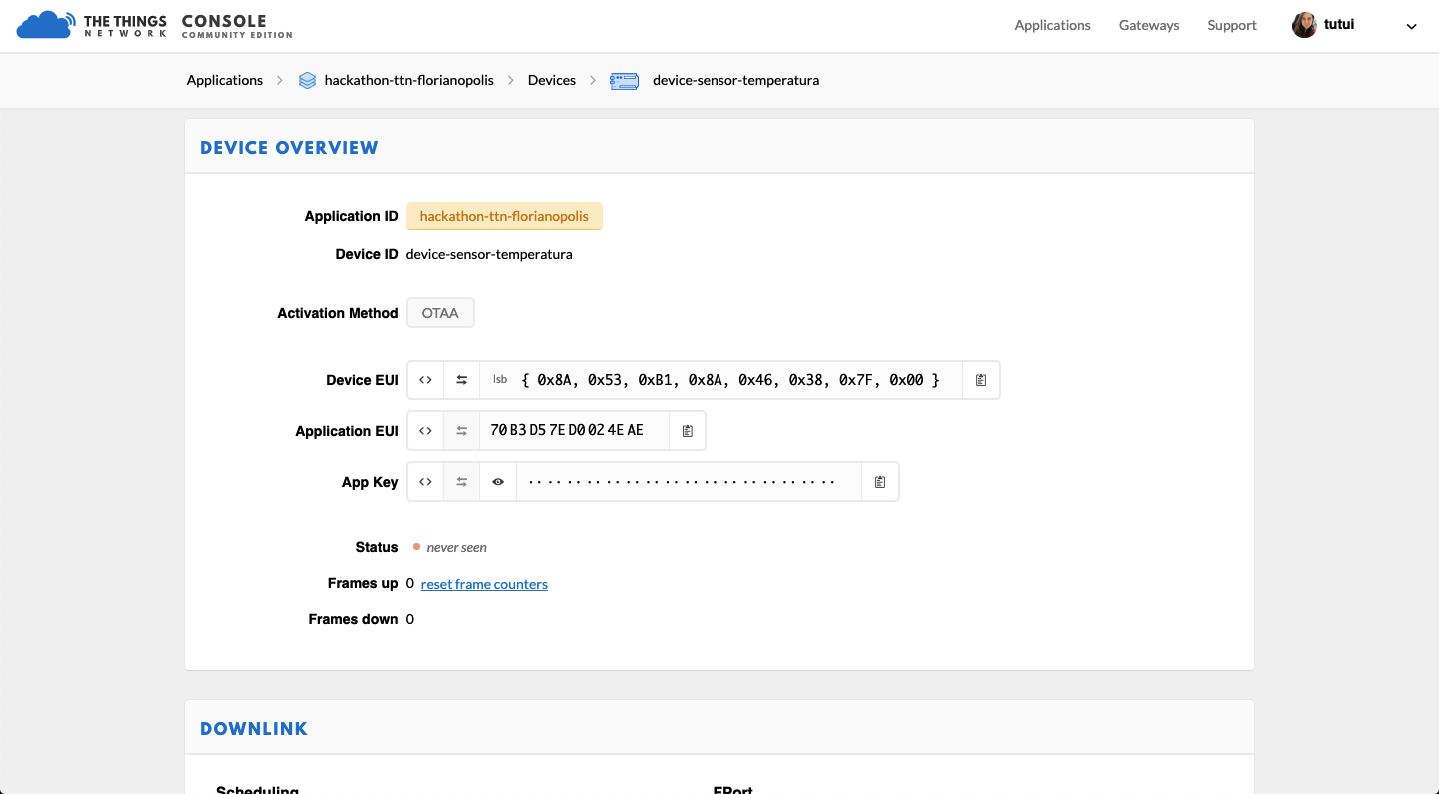 THE THINGS NETWORK CONSOLE COMMUNITY EDITION
Applications Gateways Support tutui
Applications > hackathon-ttn-florianopolis > Devices > device-sensor-temperatura
DEVICE OVERVIEW
Application ID hackathon-ttn-florianopolis
Device ID device-sensor-temperatura
Activation Method OTAA
Device EUI <> lsb { 0x8A, 0x53, 0xB1, 0x8A, 0x46, 0x38, 0x7F, 0x00 }
Application EUI <> 70 B3 D5 7E D0 02 4E AE
App Key <>
Status never seen
Frames up 0 reset frame counters
Frames down 0
DOWNLINK
Scheduling FPort